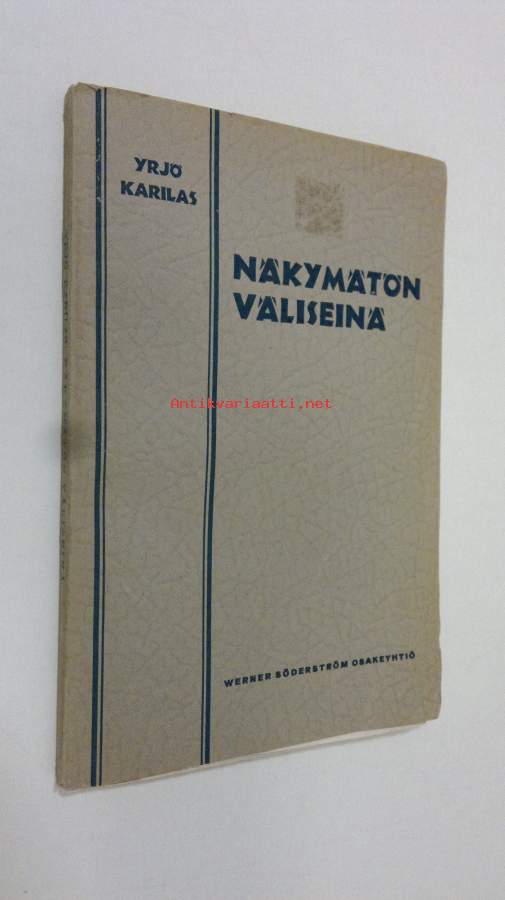 YRJÖ
KARILAS
NÄKYMÄTÖN
VÄLISEINÄ
Antikvariaatti.net
WERNER SÖDERSTRÖM OSAKEYHTIÖ